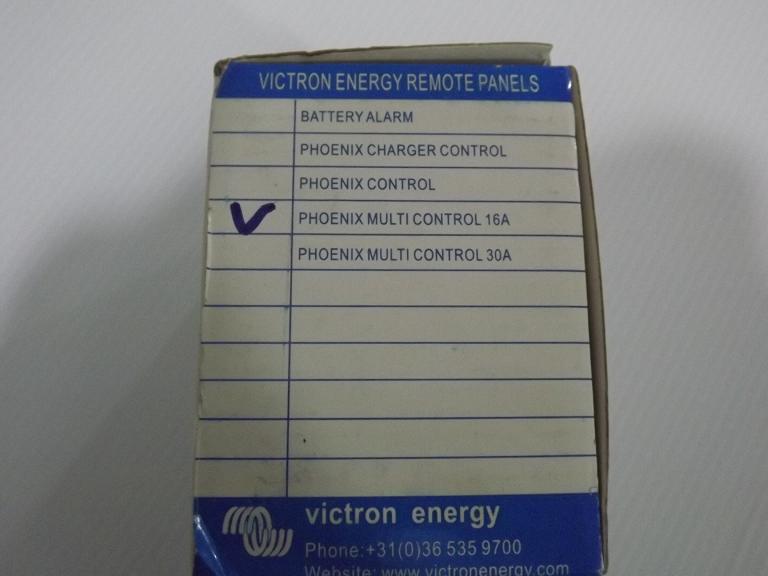 VICTRON ENERGY REMOTE PANELS
BATTERY ALARM
PHOENIX CHARGER CONTROL
PHOENIX CONTROL
PHOENIX MULTI CONTROL 16A
PHOENIX MULTI CONTROL 30A
victron energy
Phone:+31(0)36 535 9700
Website: www.victronenergy.com